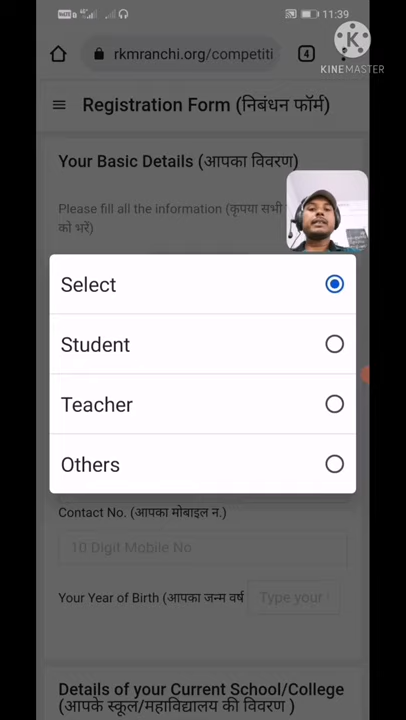 11:39
rkmranchi.org/competiti
4
KINEMASTER
Registration Form (निबंधन फॉर्म)
Your Basic Details (आपका विवरण)
Please fill all the information (कृपया सभी
को भरें)
Select
Student
Teacher
Others
Contact No. (आपका मोबाइल न.)
10 Digit Mobile No
Your Year of Birth (आपका जन्म वर्ष
Type your
Details of your Current School/College
(आपके स्कूल/महाविद्यालय की विवरण )